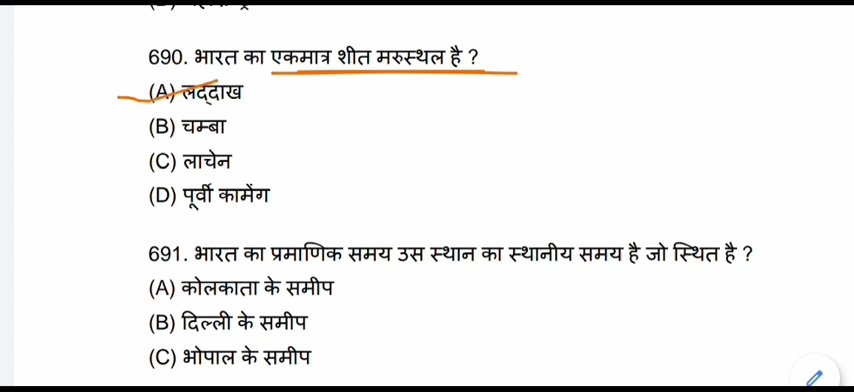 690. भारत का एकमात्र शीत मरुस्थल है ?
(A) लद्दाख
(B) चम्बा
(C) लाचेन
(D) पूर्वी कामेंग
691. भारत का प्रमाणिक समय उस स्थान का स्थानीय समय है जो स्थित है ?
(A) कोलकाता के समीप
(B) दिल्ली के समीप
(C) भोपाल के समीप